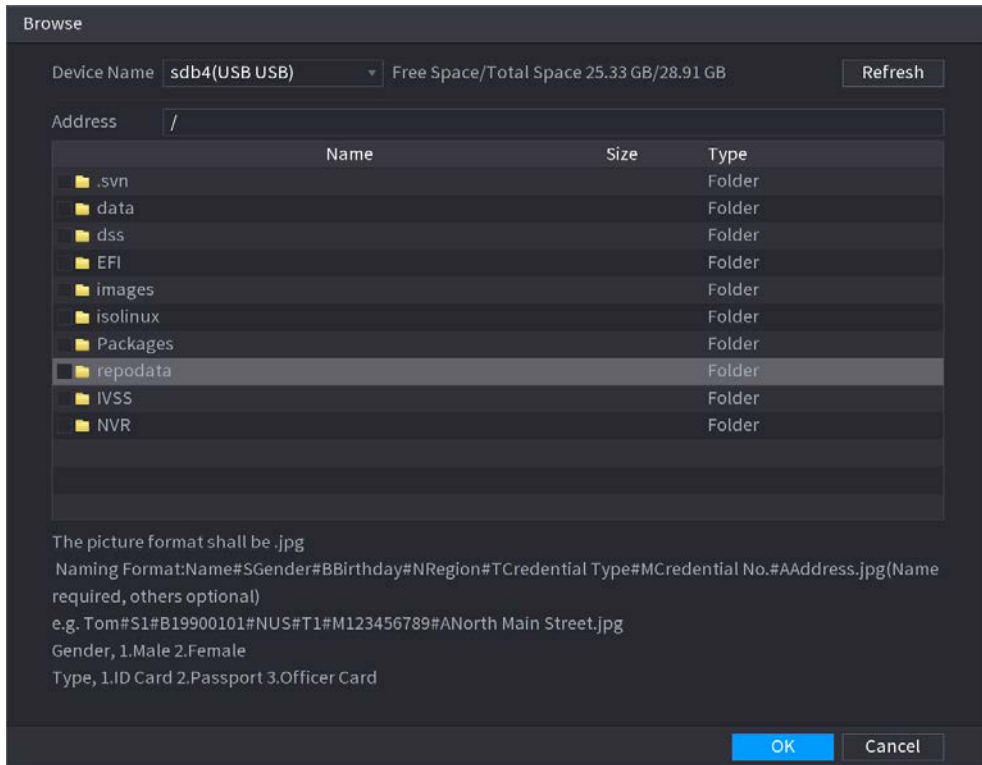 Browse
Device Name sdb4(USB USB) Free Space/Total Space 25.33 GB/28.91 GB Refresh
Address /
Name Size Type
.svn Folder
data Folder
dss Folder
EFI Folder
images Folder
isolinux Folder
Packages Folder
repodata Folder
IVSS Folder
NVR Folder
The picture format shall be .jpg
Naming Format:Name#SGender#BBirthday#NRegion#TCredential Type#MCredential No.#AAddress.jpg(Name
required, others optional)
e.g. Tom#S1#B19900101#NUS#T1#M123456789#ANorth Main Street.jpg
Gender, 1.Male 2.Female
Type, 1.ID Card 2.Passport 3.Officer Card
OK Cancel